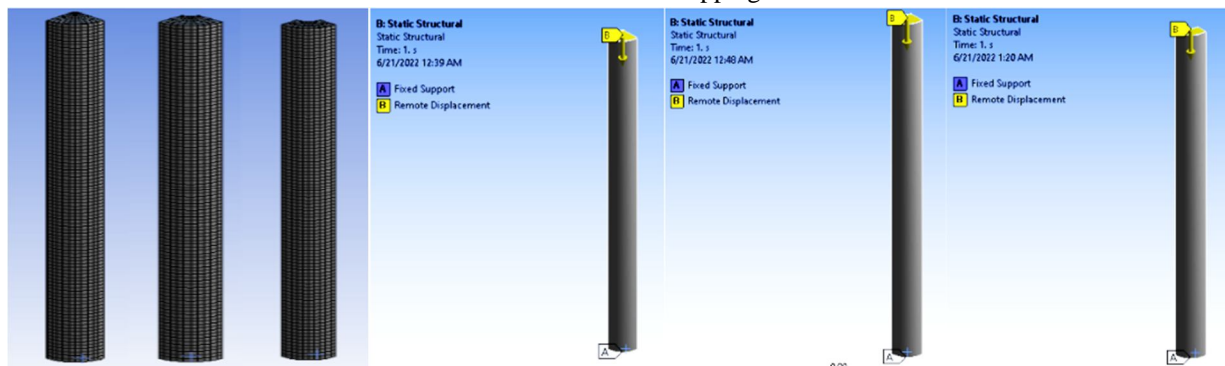 B: Static Structural
Static Structural
Time: 1. s
6/21/2022 12:39 AM
A Fixed Support
B Remote Displacement
B
A
B: Static Structural
Static Structural
Time: 1. s
6/21/2022 12:48 AM
A Fixed Support
B Remote Displacement
B
A
B: Static Structural
Static Structural
Time: 1. s
6/21/2022 1:20 AM
A Fixed Support
B Remote Displacement
B
A